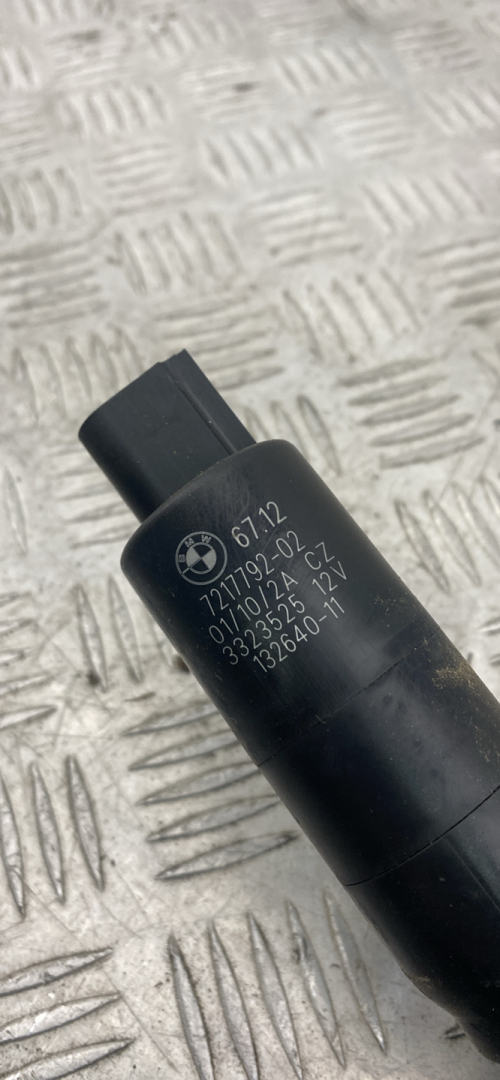 BMW 67.12
7217792-02
01/10/2A CZ
3323525 12V
132640-11